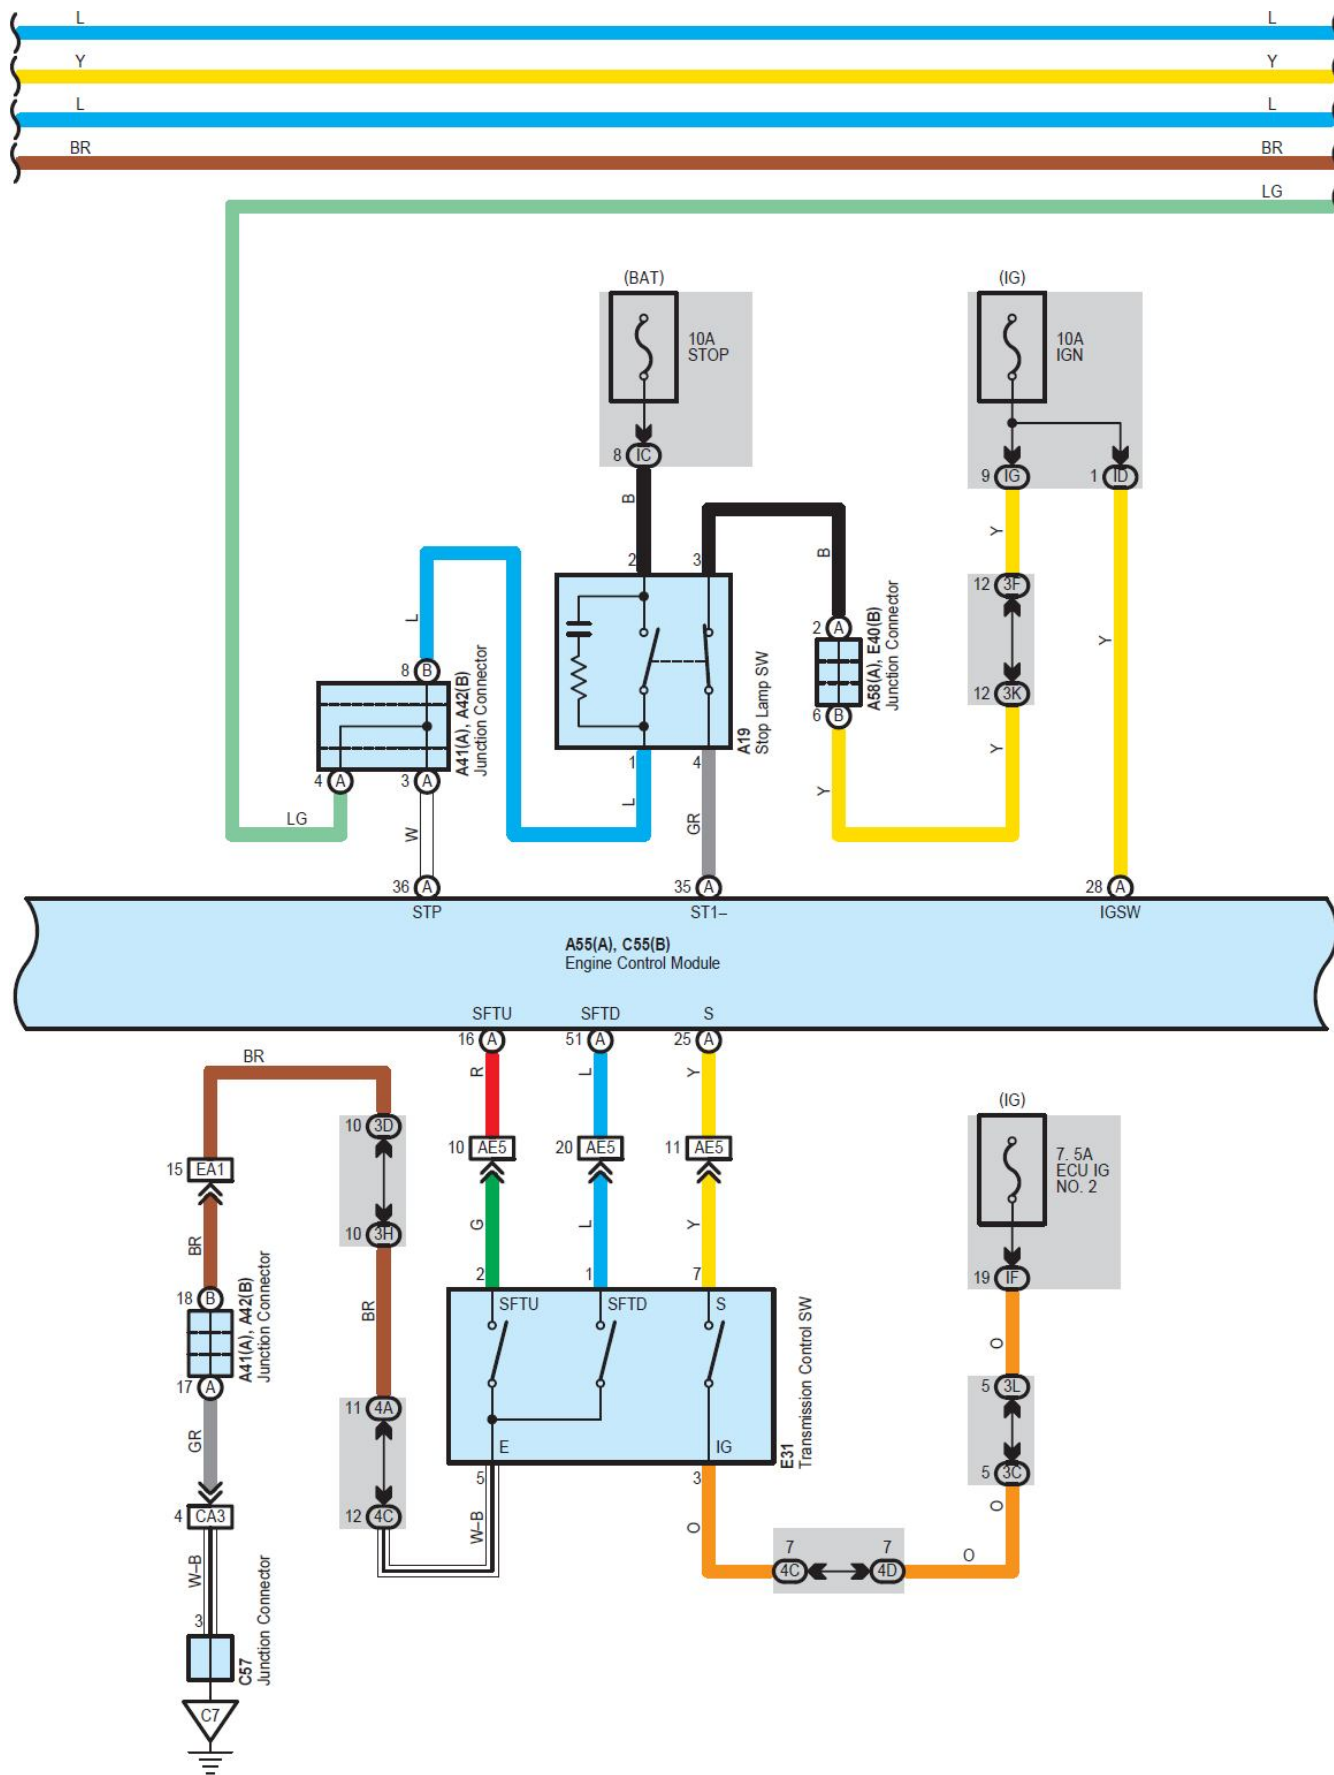 L L
Y Y
L L
BR BR
LG
(BAT) (IG)
10A
STOP
10A
IGN
8 IC
9 IG 1 ID
B
Y
2 3
B
12 3F
L
2 A
Y
8 B
A41(A), A42(B)
Junction Connector
A19
Stop Lamp SW
A58(A), E40(B)
Junction Connector
12 3K
6 B
4 A 3 A
1 4
Y
Y
LG
W
L
GR
36 A 35 A 28 A
STP ST1– IGSW
A55(A), C55(B)
Engine Control Module
SFTU SFTD S
16 A 51 A 25 A
BR
R L Y
(IG)
10 3D
10 AE5 20 AE5 11 AE5
7. 5A
ECU IG
NO. 2
15 EA1
G L Y
10 3H
BR
2 1 7
19 IF
18 B
A41(A), A42(B)
Junction Connector
BR
SFTU SFTD S
O
17 A
5 3L
11 4A
E31
Transmission Control SW
GR
E IG
5 3
5 3C
4 CA3
12 4C
W–B
O
O
W–B
7 7
4C 4D
O
3
C57
Junction Connector
C7